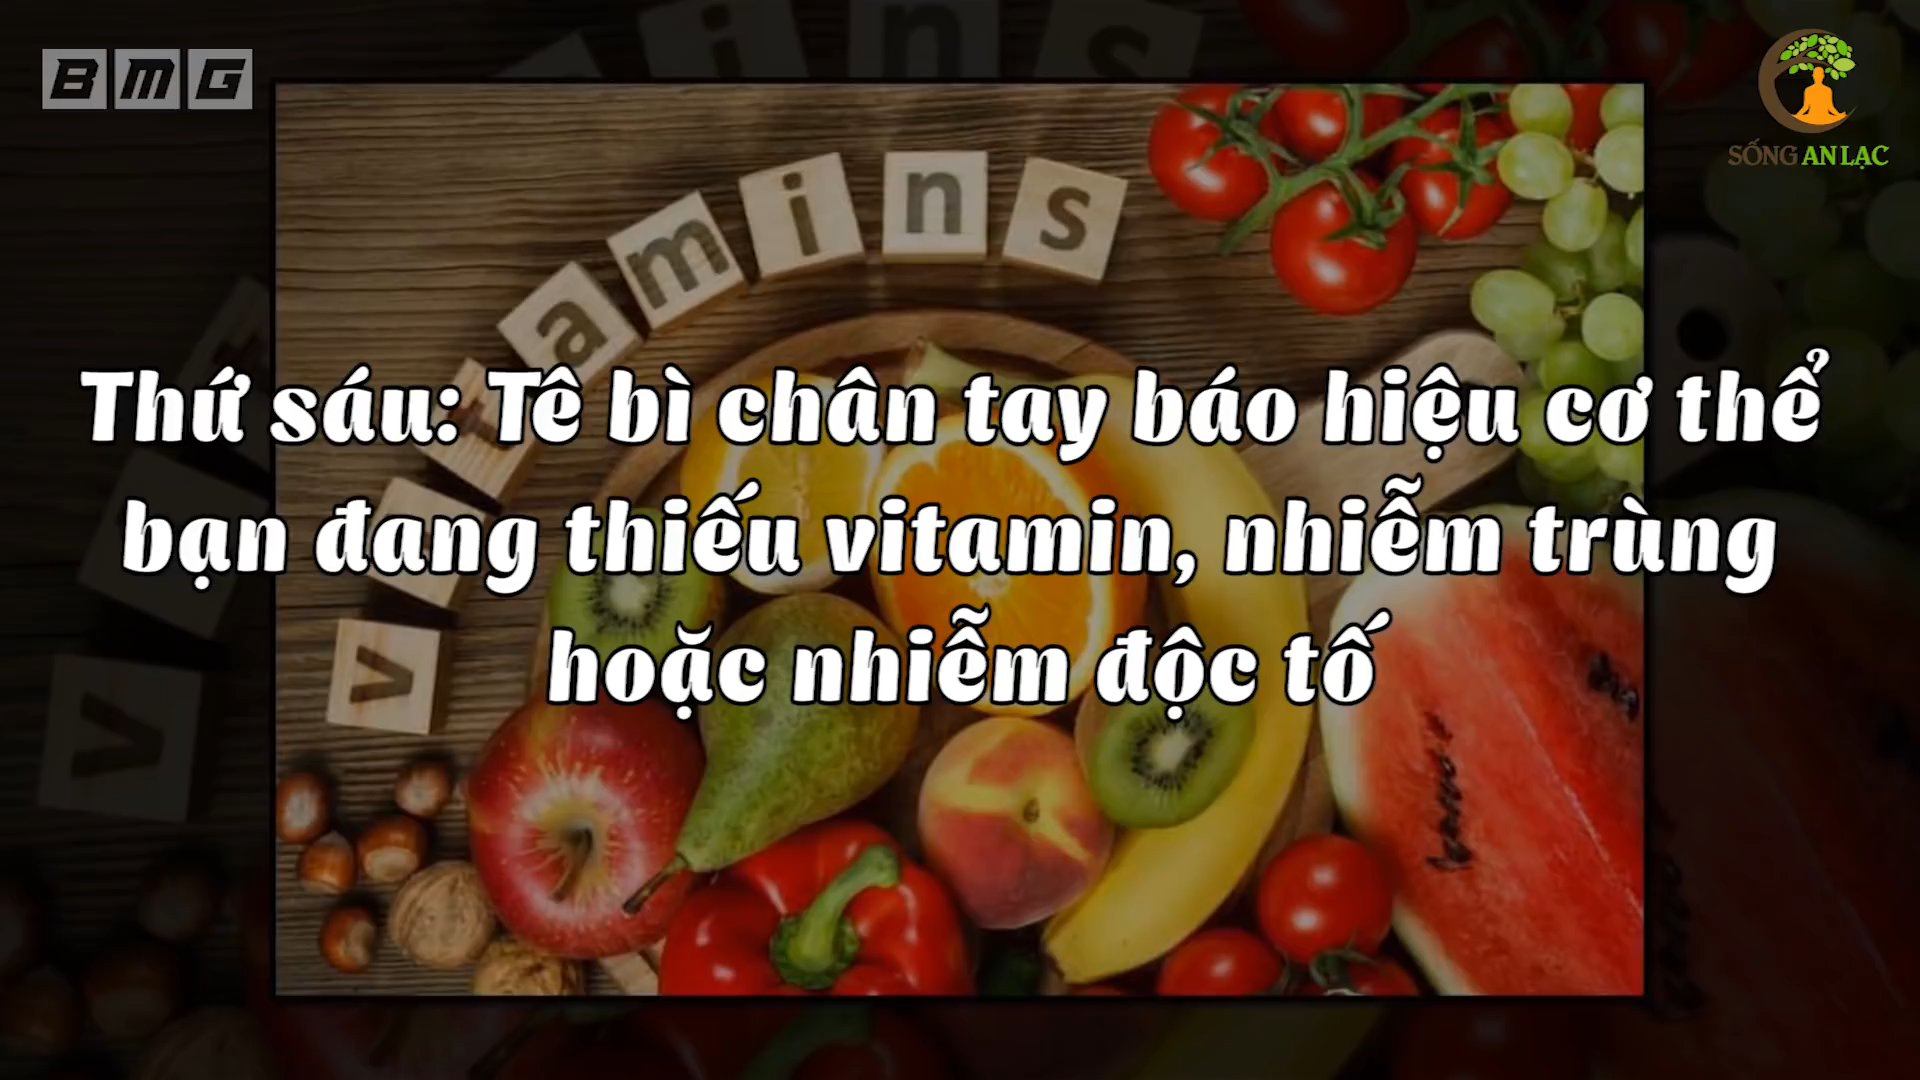 BMG
SỐNG AN LẠC
vitamins
Thứ sáu: Tê bì chân tay báo hiệu cơ thể
bạn đang thiếu vitamin, nhiễm trùng
hoặc nhiễm độc tố